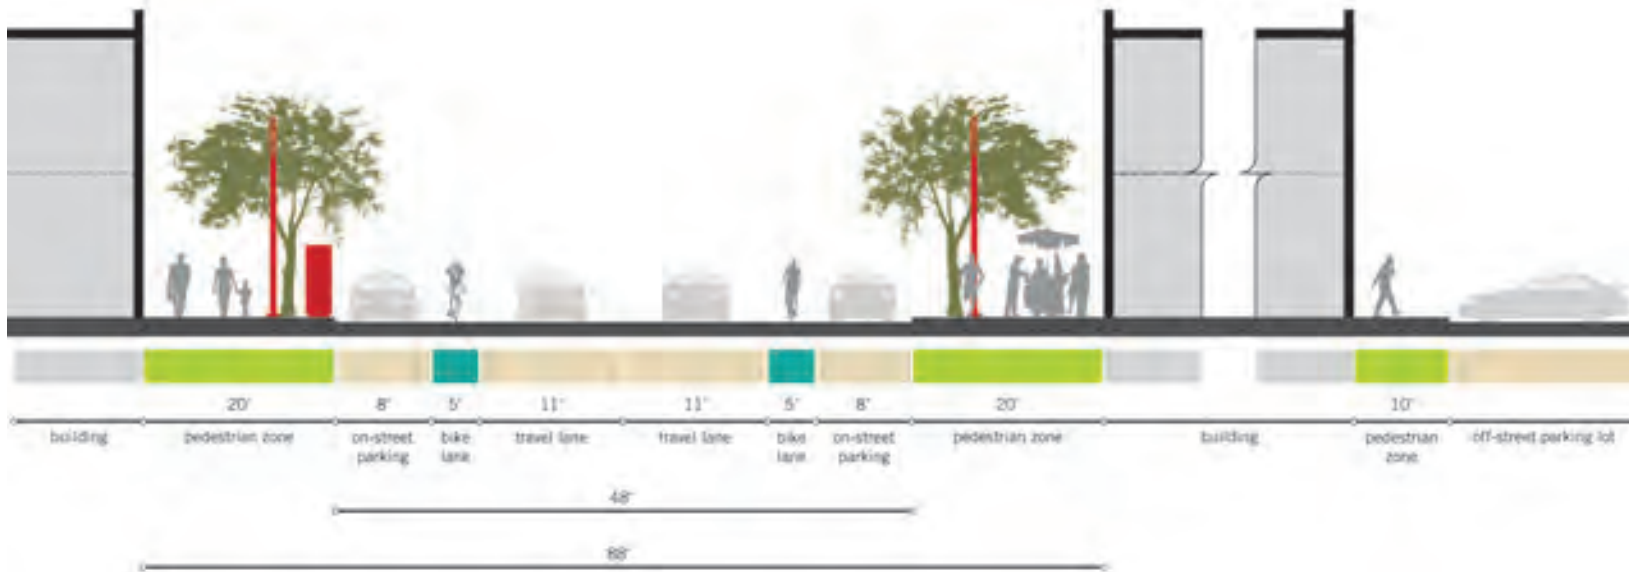 20' 8' 5' 11' 11' 5' 8' 20' 10'
building pedestrian zone on-street bike travel lane travel lane bike on-street pedestrian zone building pedestrian off-street parking lot
parking lane lane parking zone
48'
88'